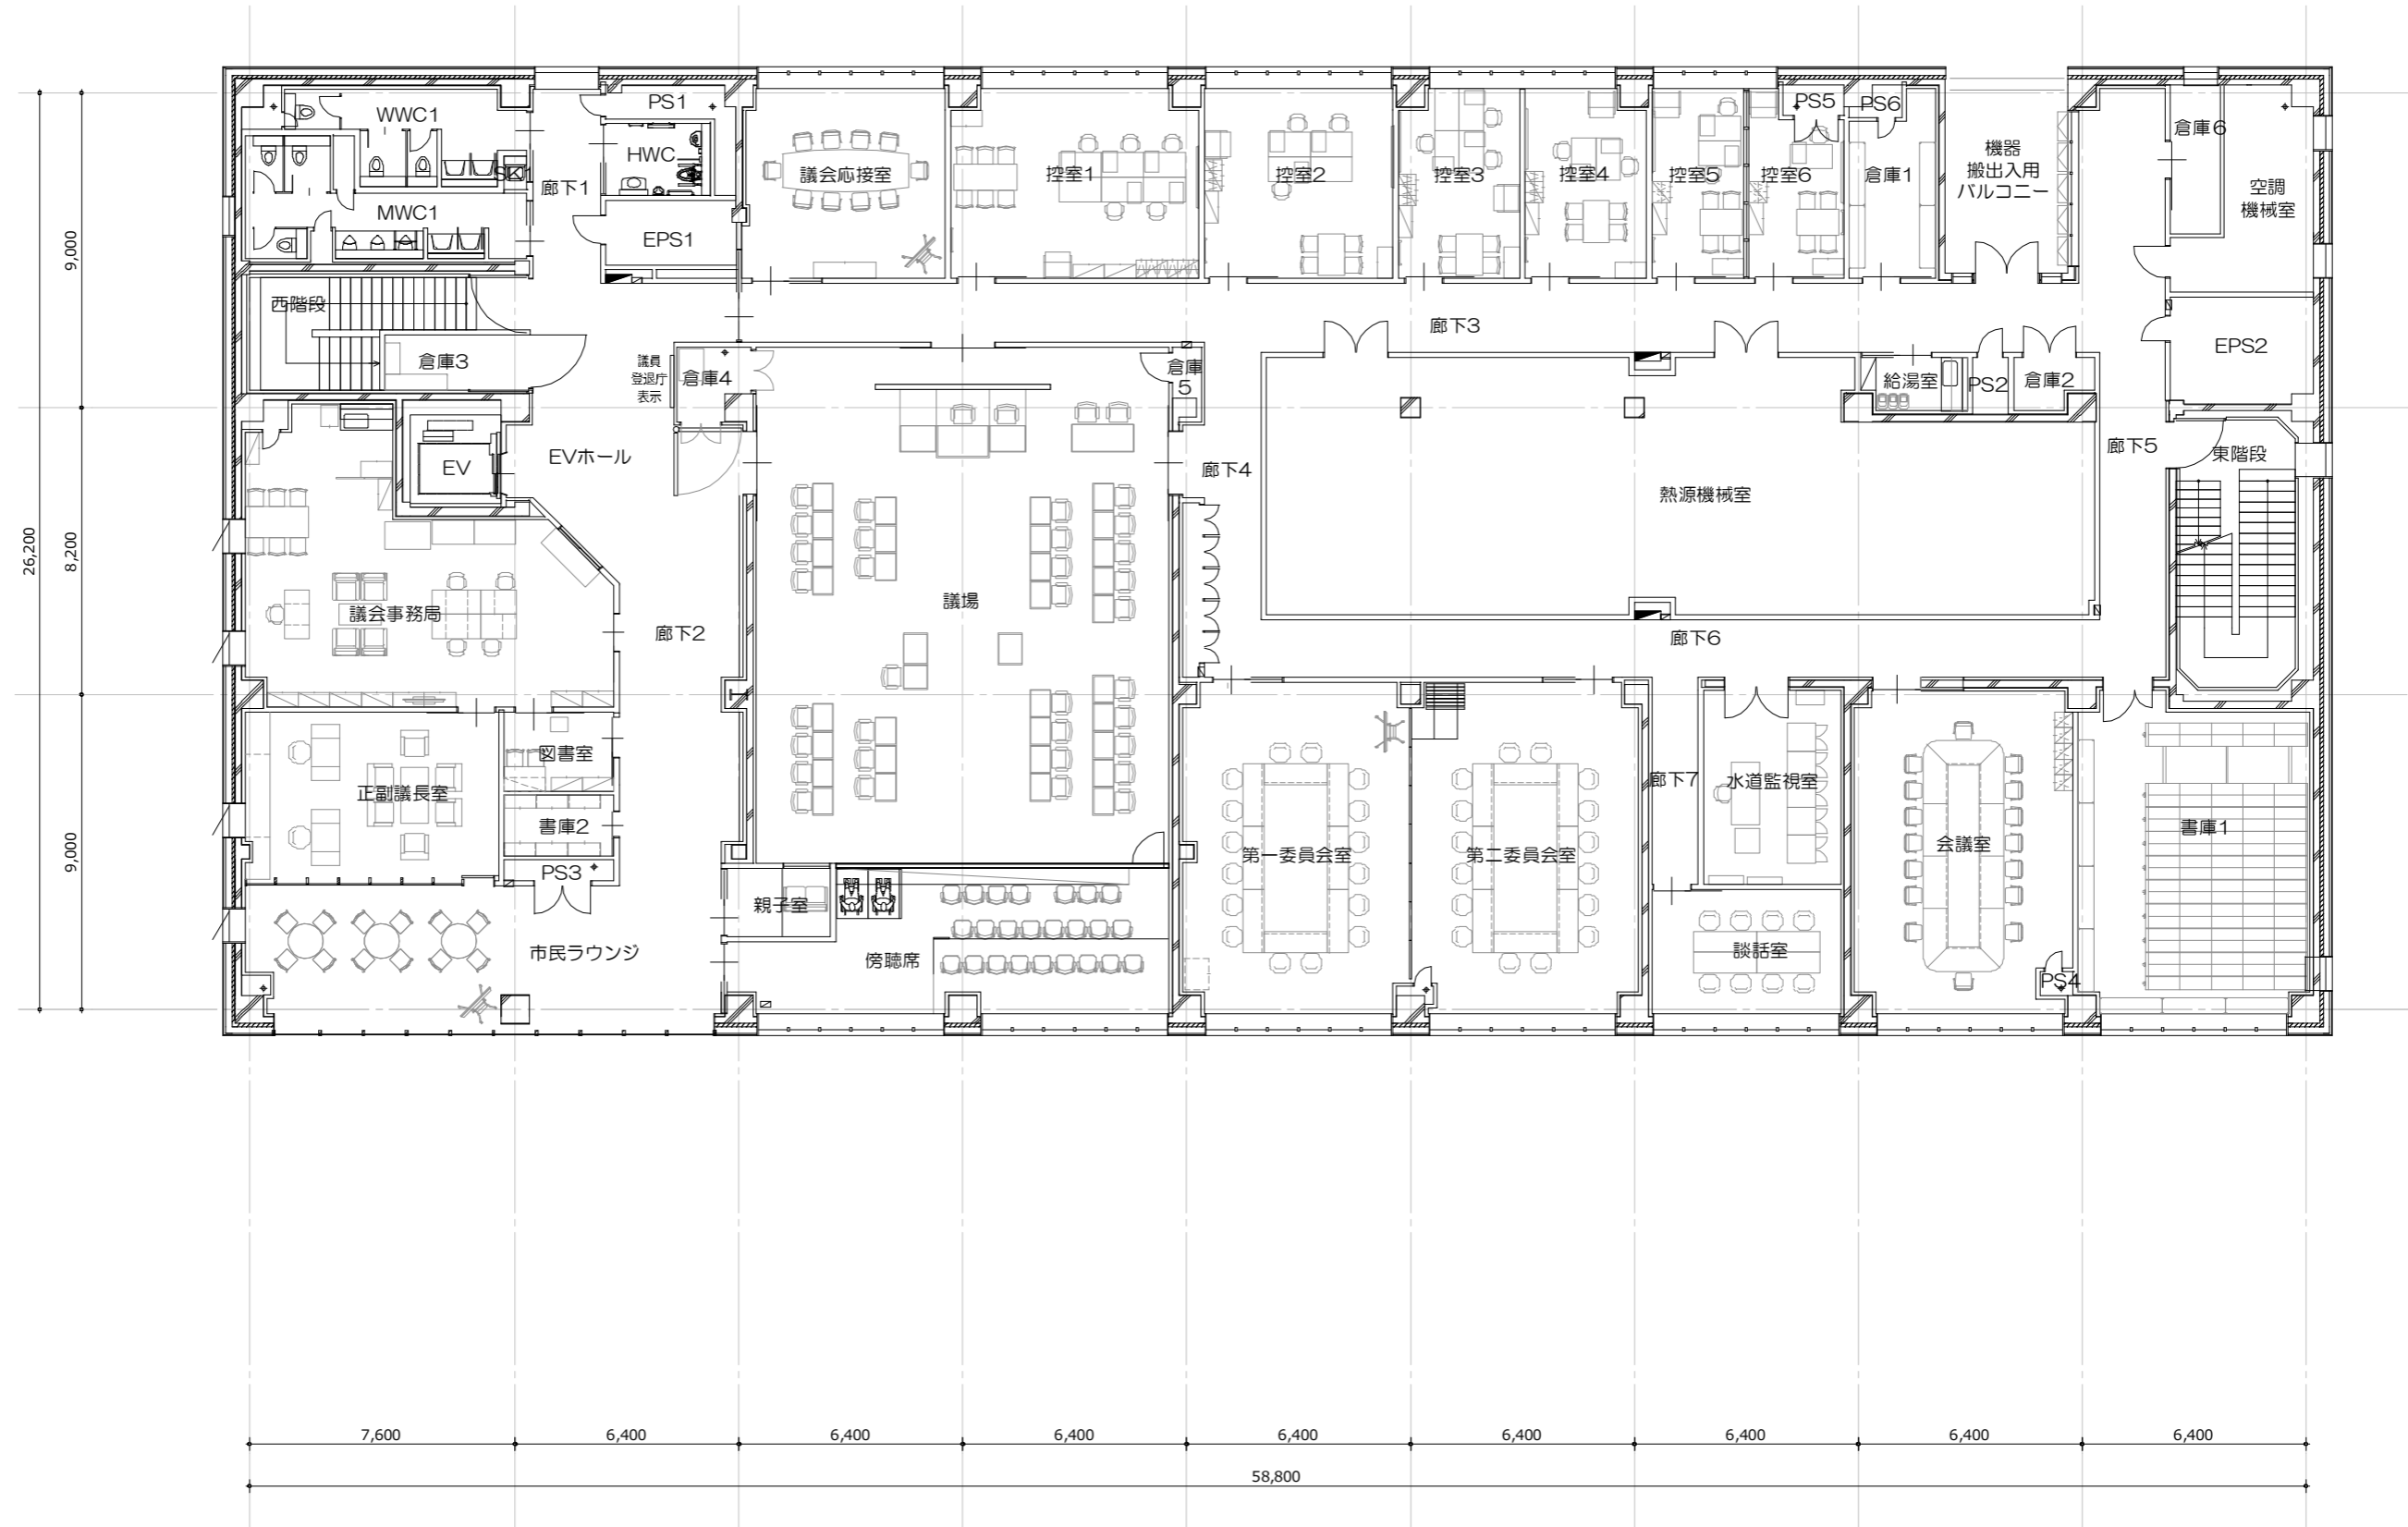 WWC1
PS1
HWC
SK1
廊下1
MWC1
EPS1
議会応接室
控室1
控室2
控室3
控室4
控室5
控室6
PS5
PS6
倉庫1
機器
搬出入用
バルコニー
倉庫6
空調
機械室
西階段
倉庫3
議員
登退庁
表示
倉庫4
倉庫
5
廊下3
給湯室
PS2
倉庫2
EPS2
EV
EVホール
廊下4
熱源機械室
廊下5
東階段
議会事務局
廊下2
議場
廊下6
正副議長室
図書室
書庫2
PS3
廊下7
水道監視室
第一委員会室
第二委員会室
会議室
書庫1
親子室
傍聴席
市民ラウンジ
談話室
PS4
9,000
8,200
9,000
26,200
7,600
6,400
6,400
6,400
6,400
6,400
6,400
6,400
6,400
58,800